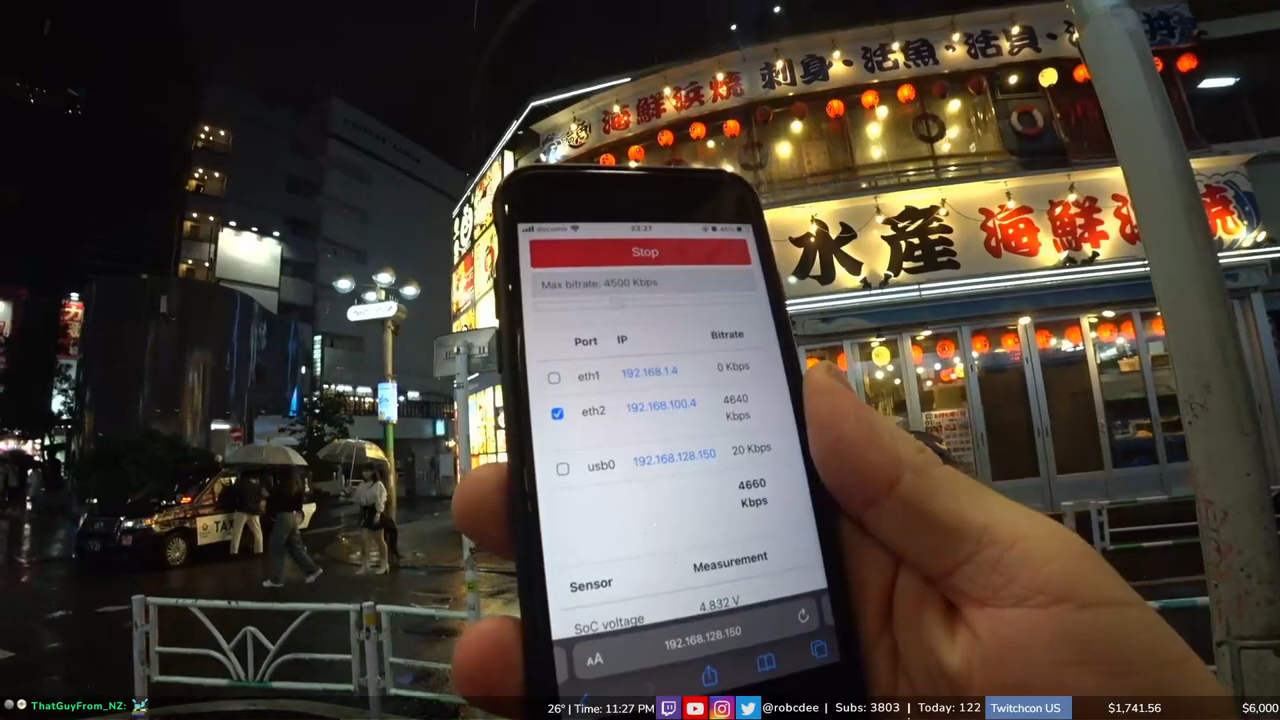 海鮮浜焼 刺身・活魚・活貝・
水産 海鮮浜焼
力
TAXI
docomo
23:27
Stop
Max bitrate: 4500 Kbps
Port IP Bitrate
eth1 192.168.1.4 0 Kbps
eth2 192.168.100.4 4640 Kbps
usb0 192.168.128.150 20 Kbps
4660 Kbps
Sensor Measurement
SoC voltage 4.832 V
AA 192.168.128.150
ThatGuyFrom_NZ:
26° | Time: 11:27 PM
@robcdee | Subs: 3803 | Today: 122
Twitchcon US
$1,741.56
$6,000